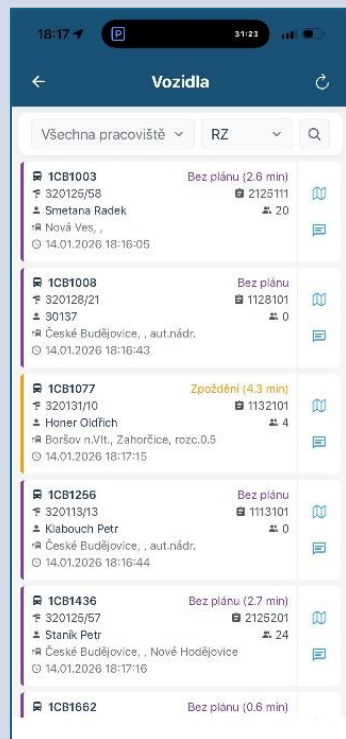 18:17
P
31:23
Vozidla
Všechna pracoviště
RZ
1CB1003 Bez plánu (2.6 min)
320125/58 2125111
Smetana Radek 20
Nová Ves, ,
14.01.2026 18:16:05
1CB1008 Bez plánu
320128/21 1128101
30137 0
České Budějovice, , aut.nádr.
14.01.2026 18:16:43
1CB1077 Zpoždění (4.3 min)
320131/10 1132101
Honer Oldřich 4
Boršov n.Vlt., Zahorčice, rozc.0.5
14.01.2026 18:17:15
1CB1256 Bez plánu
320113/13 1113101
Klabouch Petr 0
České Budějovice, , aut.nádr.
14.01.2026 18:16:44
1CB1436 Bez plánu (2.7 min)
320125/57 2125201
Staník Petr 24
České Budějovice, , Nové Hodějovice
14.01.2026 18:17:16
1CB1662 Bez plánu (0.6 min)